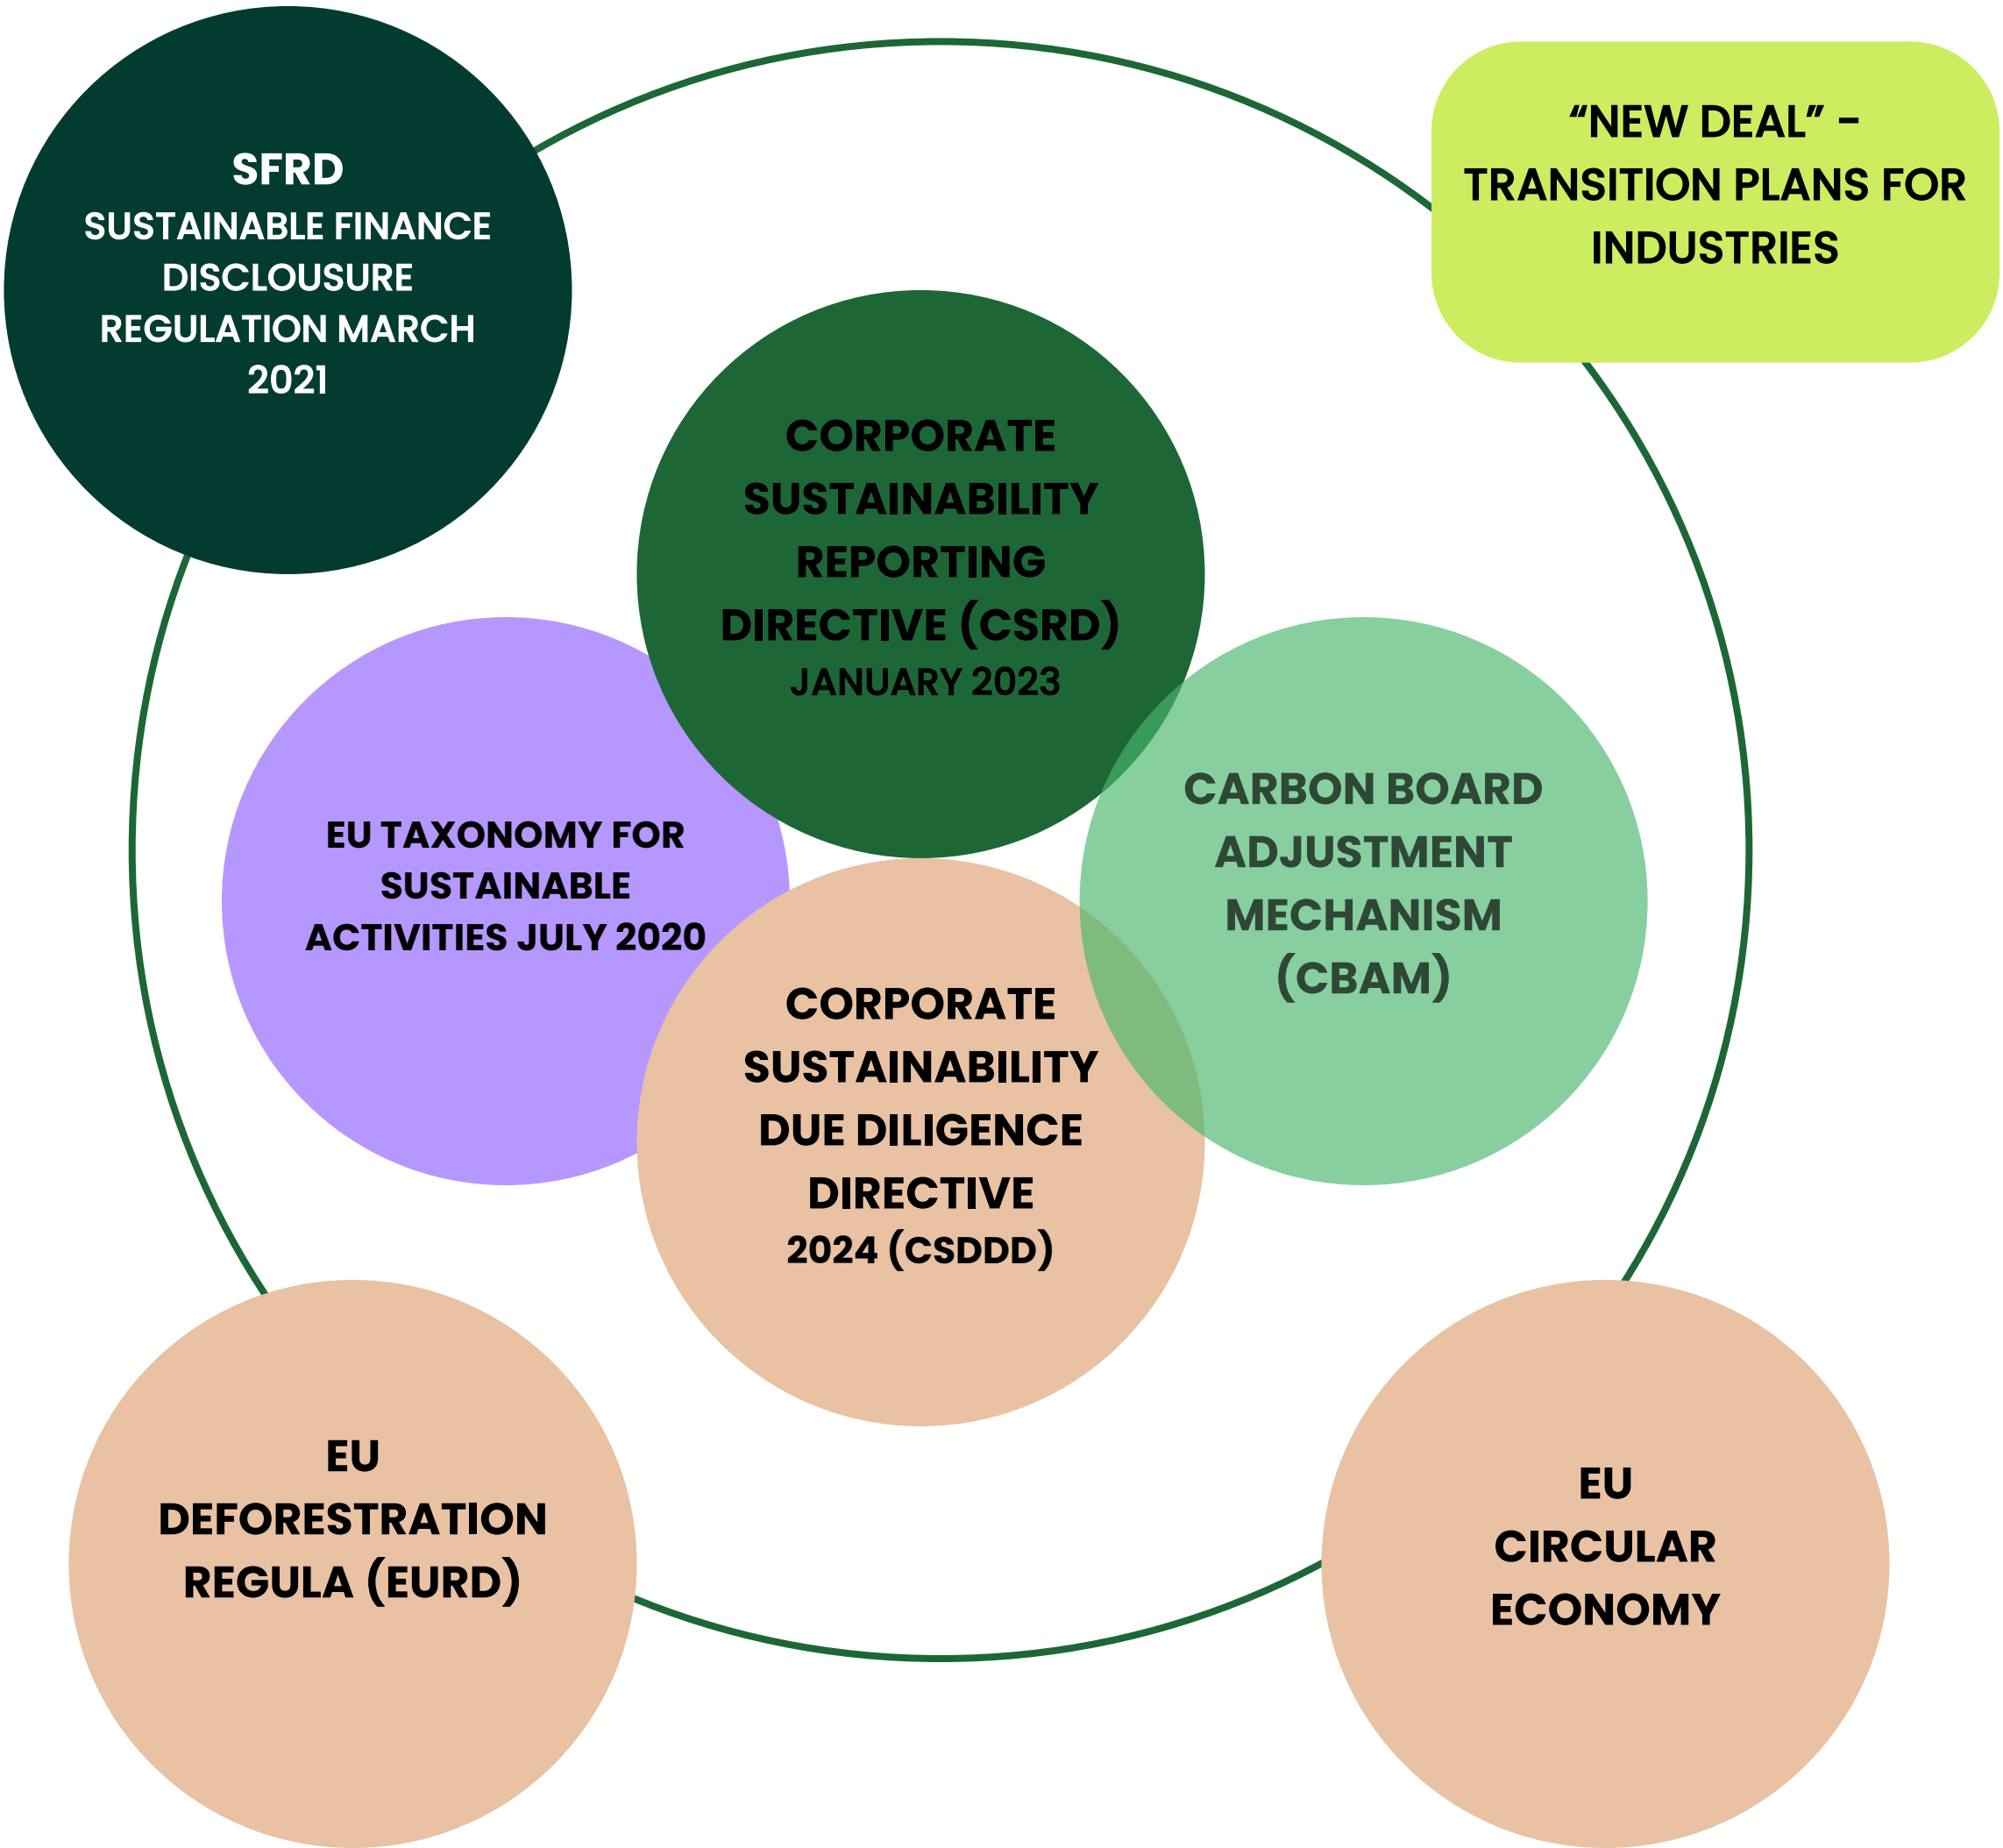 SFRD
SUSTAINABLE FINANCE
DISCLOUSURE
REGULATION MARCH
2021
“NEW DEAL” –
TRANSITION PLANS FOR
INDUSTRIES
CORPORATE
SUSTAINABILITY
REPORTING
DIRECTIVE (CSRD)
JANUARY 2023
EU TAXONOMY FOR
SUSTAINABLE
ACTIVITIES JULY 2020
CARBON BOARD
ADJUSTMENT
MECHANISM
(CBAM)
CORPORATE
SUSTAINABILITY
DUE DILIGENCE
DIRECTIVE
2024 (CSDDD)
EU
DEFORESTRATION
REGULA (EURD)
EU
CIRCULAR
ECONOMY